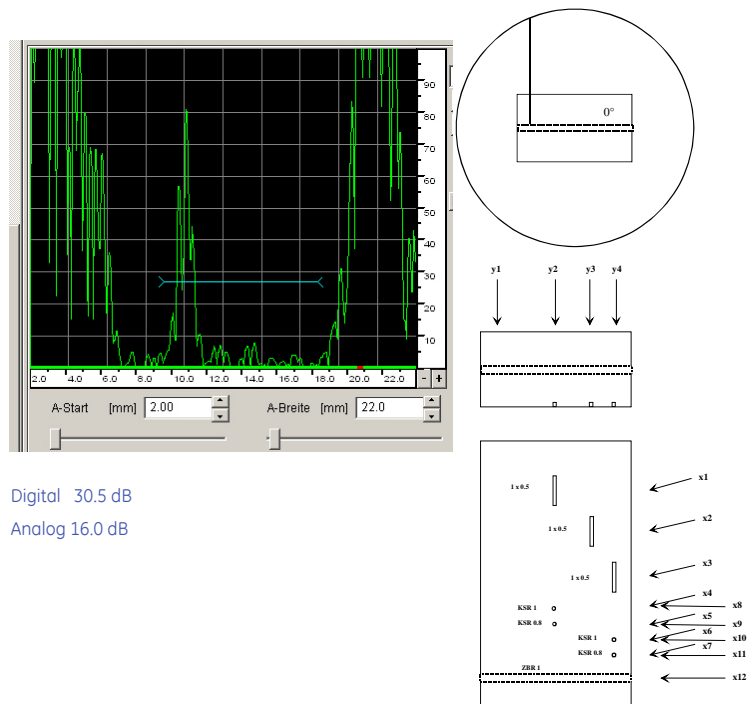 90
80
70
60
50
40
30
20
10
2.0 4.0 6.0 8.0 10.0 12.0 14.0 16.0 18.0 20.0 22.0 - +
A-Start [mm] 2.00 A-Breite [mm] 22.0
Digital 30.5 dB
Analog 16.0 dB
0°
y1 y2 y3 y4
1 x 0.5 x1
1 x 0.5 x2
1 x 0.5 x3
x4
KSR 1 x8
x5
KSR 0.8 x9
x6
KSR 1 x10
x7
KSR 0.8 x11
ZBR 1
x12